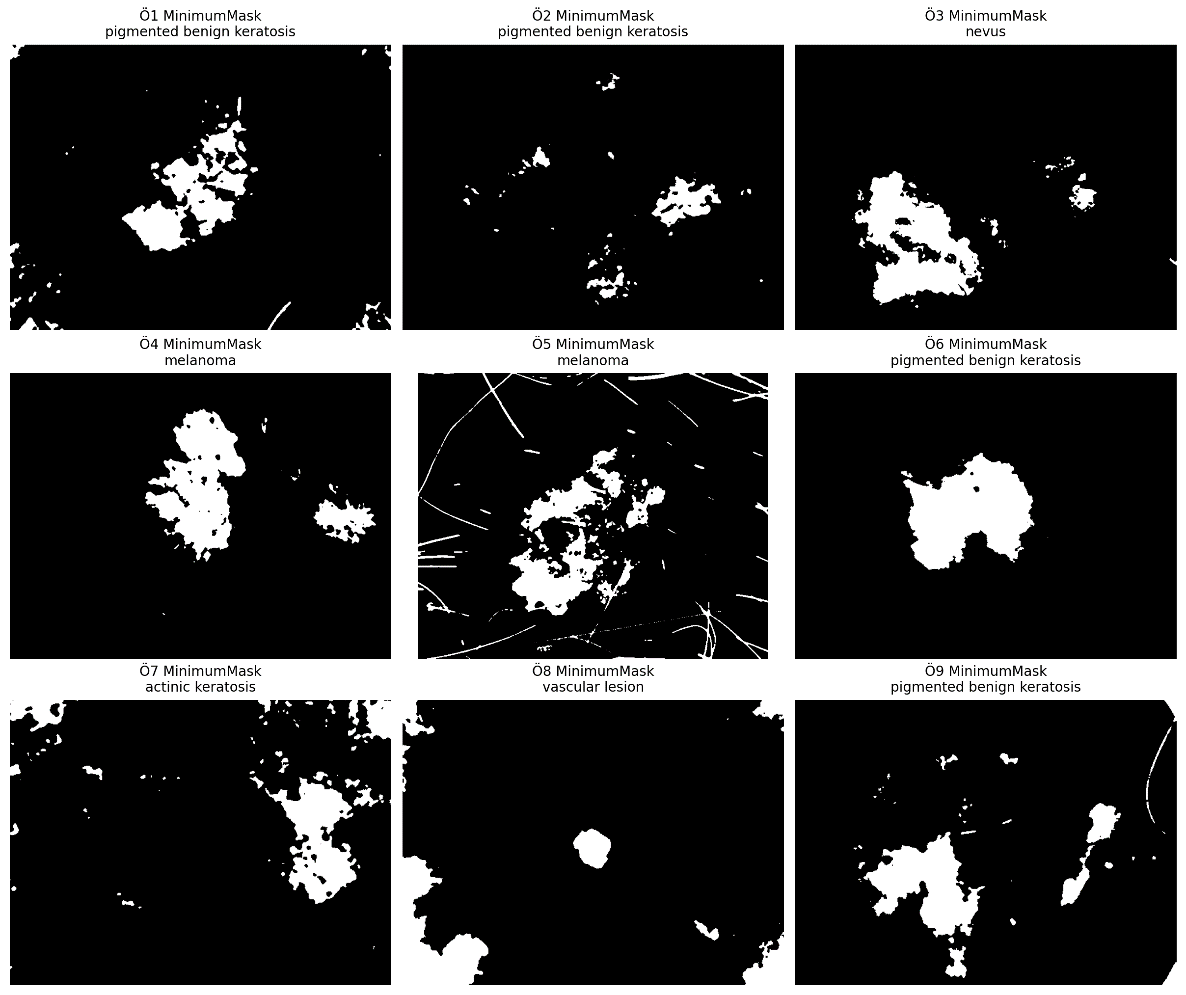 Ö1 MinimumMask
pigmented benign keratosis
Ö2 MinimumMask
pigmented benign keratosis
Ö3 MinimumMask
nevus
Ö4 MinimumMask
melanoma
Ö5 MinimumMask
melanoma
Ö6 MinimumMask
pigmented benign keratosis
Ö7 MinimumMask
actinic keratosis
Ö8 MinimumMask
vascular lesion
Ö9 MinimumMask
pigmented benign keratosis